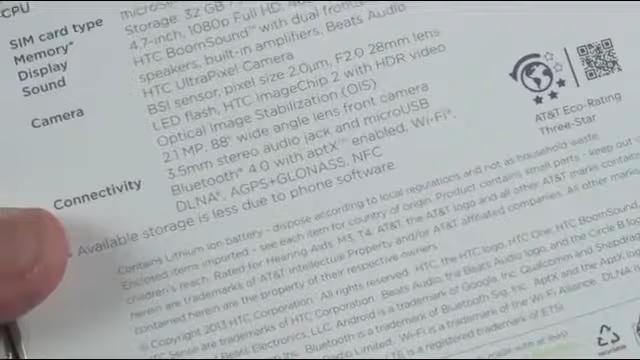 CPU
SIM card type microSIM
Memory* Storage: 32 GB
Display 4.7-inch, 1080p Full HD,
Sound HTC BoomSound™ with dual frontal
speakers, built-in amplifiers, Beats Audio
Camera HTC UltraPixel Camera
BSI sensor, pixel size 2.0μm, F2.0 28mm lens
LED flash, HTC ImageChip 2 with HDR video
Optical Image Stabilization (OIS)
2.1 MP, 88° wide angle lens front camera
Connectivity 3.5mm stereo audio jack and microUSB
Bluetooth® 4.0 with aptX™ enabled, Wi-Fi®,
DLNA®, AGPS+GLONASS, NFC
* Available storage is less due to phone software
AT&T Eco-Rating
Three-Star
Contains Lithium ion battery - dispose according to local regulations and not as household waste.
Enclosed items imported - see each item for country of origin. Product contains small parts - keep out of
children's reach. Rated for Hearing Aids: M3, T4. AT&T, the AT&T logo and all other AT&T marks contained
herein are trademarks of AT&T Intellectual Property and/or AT&T affiliated companies. All other marks
contained herein are the property of their respective owners.
© Copyright 2013 HTC Corporation. All rights reserved. HTC, the HTC logo, HTC One, HTC BoomSound,
HTC Sense are trademarks of HTC Corporation. Beats Audio, the Beats Audio logo, and the Circle B logo
Beats Electronics, LLC. Android is a trademark of Google, Inc. Qualcomm and Snapdragon
Bluetooth is a trademark of Bluetooth Sig, Inc. AptX and the AptX logo
Radio Limited. Wi-Fi is a trademark of the Wi-Fi Alliance. DLNA
LTE is a registered trademark of ETSI.